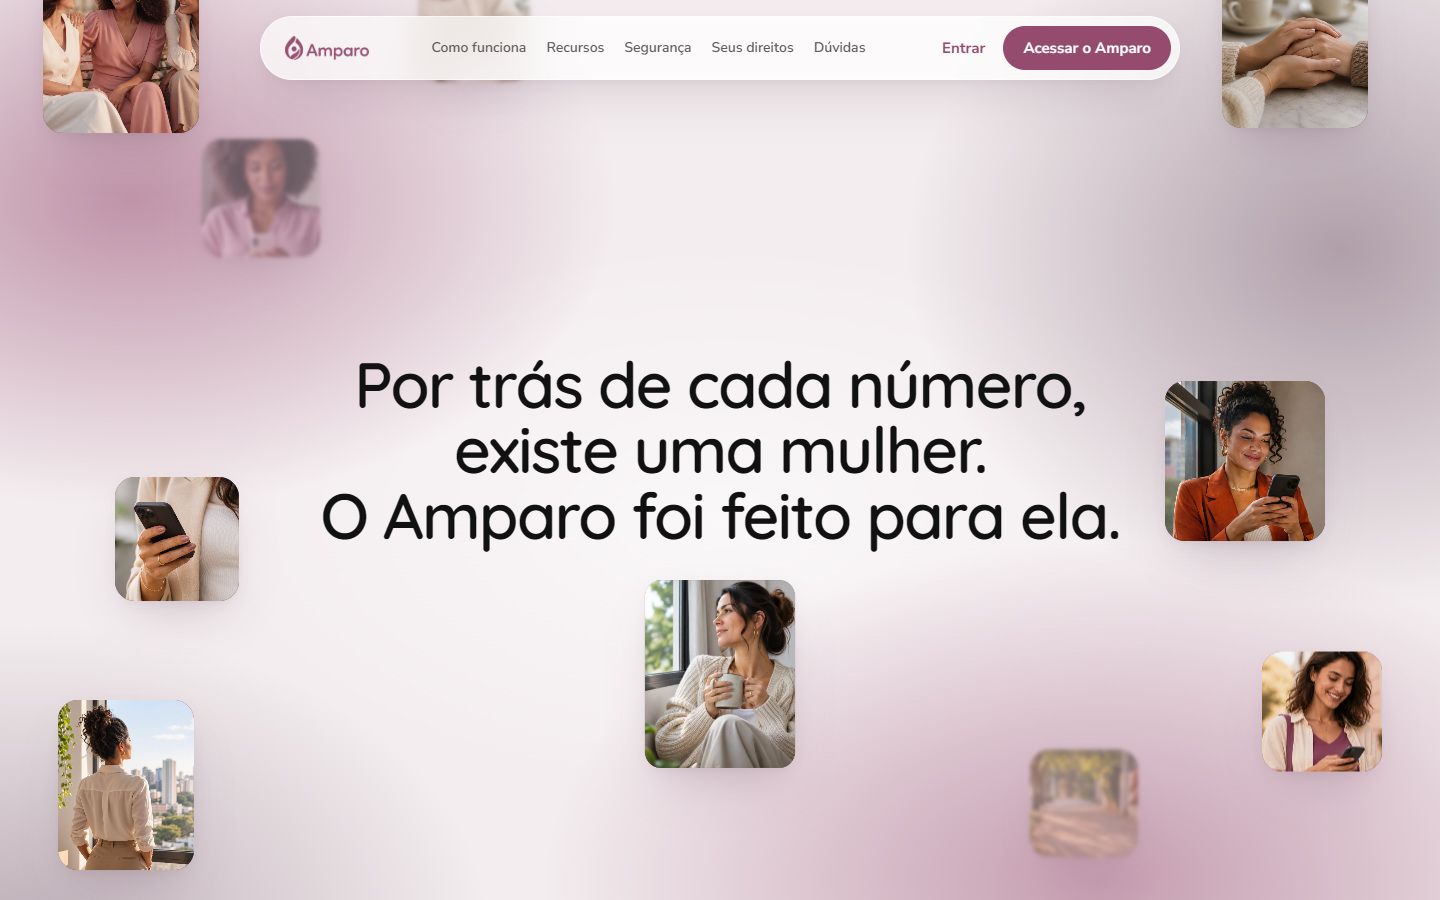 Amparo
Como funciona
Recursos
Segurança
Seus direitos
Dúvidas
Entrar
Acessar o Amparo
Por trás de cada número,
existe uma mulher.
O Amparo foi feito para ela.